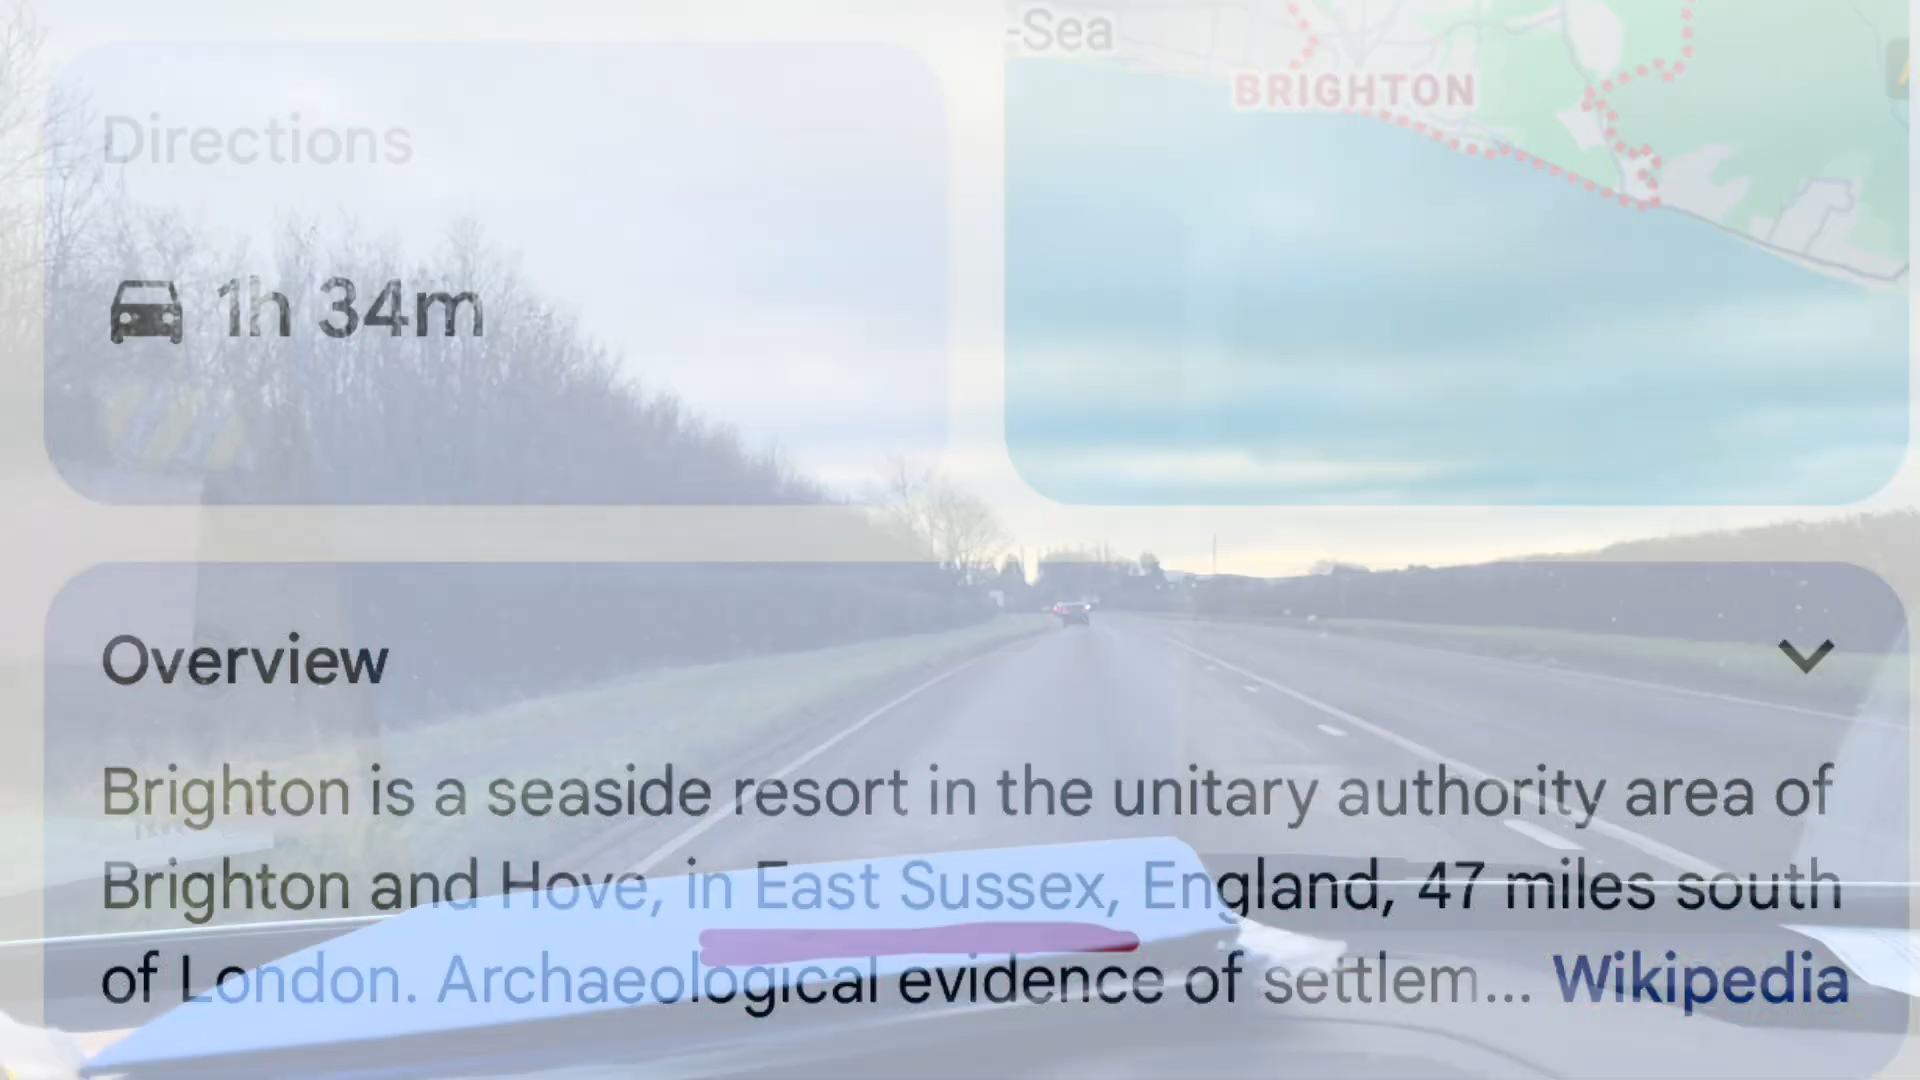 -Sea
BRIGHTON
Directions
1h 34m
Overview
Brighton is a seaside resort in the unitary authority area of
Brighton and Hove, in East Sussex, England, 47 miles south
of London. Archaeological evidence of settlem... Wikipedia